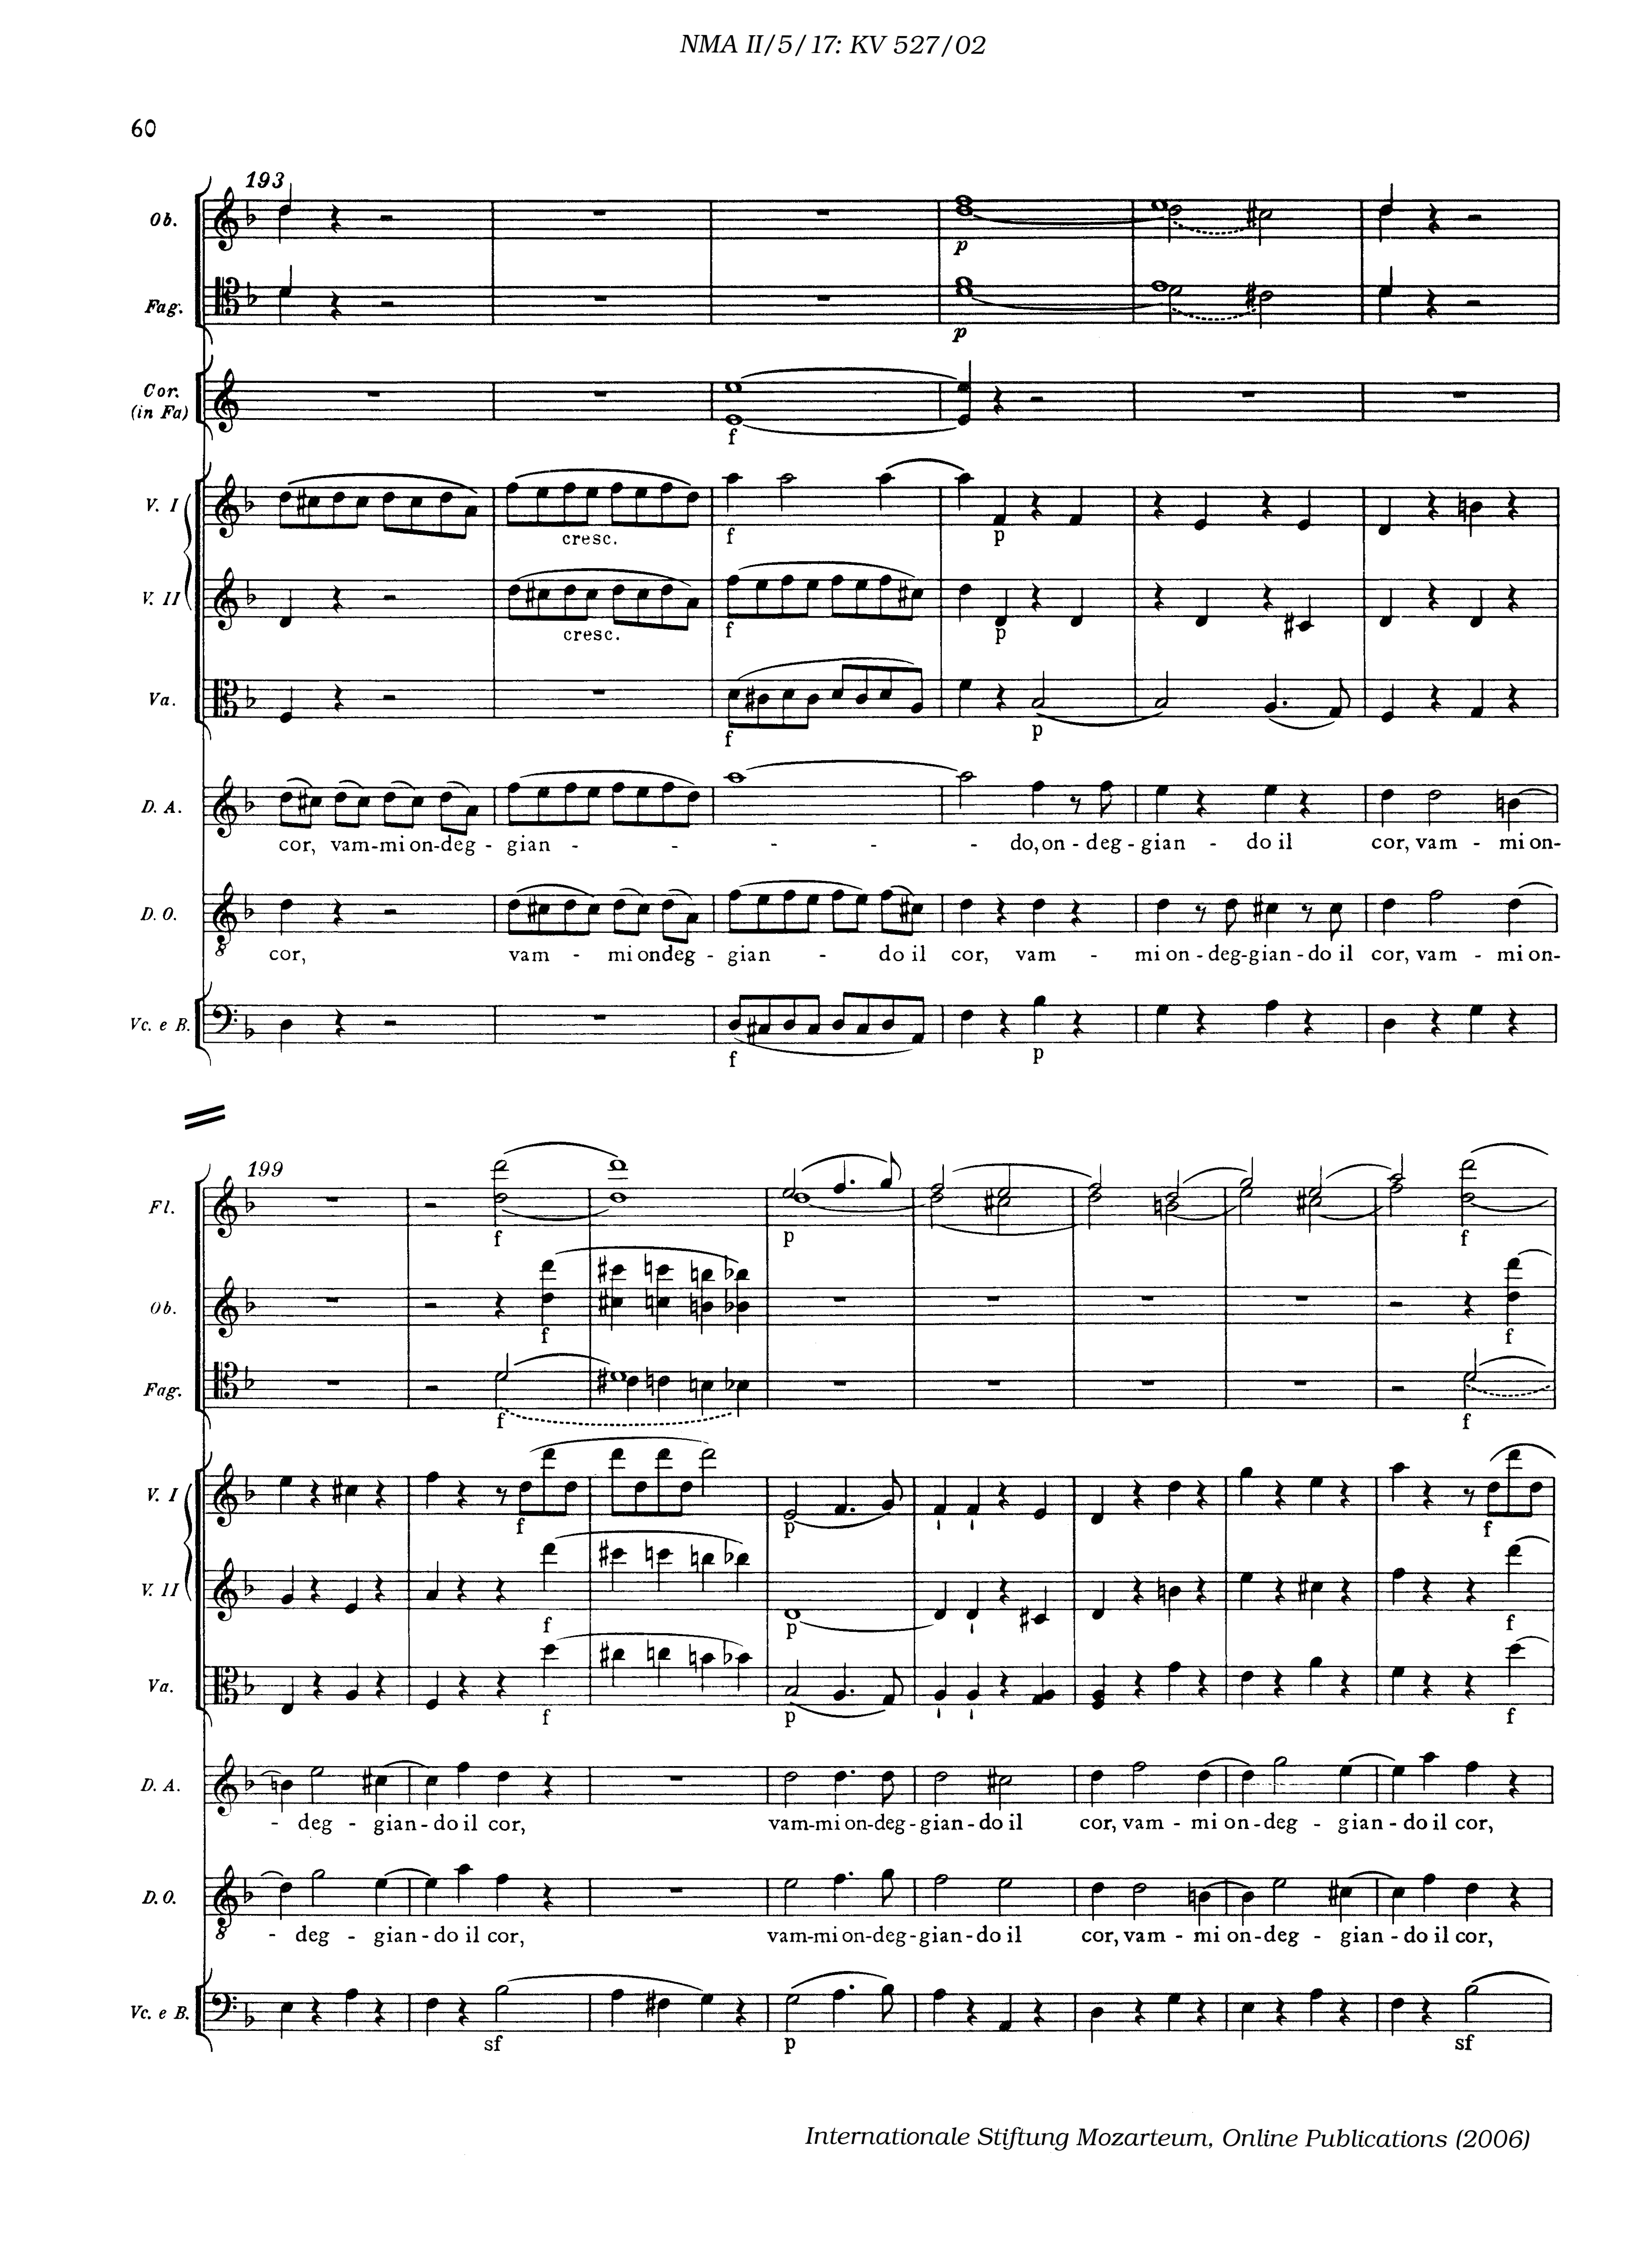 NMA II/5/17: KV 527/02
60
193
Ob.
p
Fag.
p
Cor.
(in Fa)
f
V. I
cresc.
f
p
V. II
cresc.
f
p
Va.
f
p
D. A.
cor, vam-mi on-deg - gian - - - - - do, on - deg - gian - do il cor, vam - mi on-
D. O.
8
cor, vam - mi ondeg - gian - do il cor, vam - mi on - deg-gian - do il cor, vam - mi on-
Vc. e B.
f
p
199
Fl.
f
p
f
Ob.
f
f
Fag.
f
f
V. I
f
p
f
V. II
f
p
f
Va.
f
p
f
D. A.
- deg - gian - do il cor, vam-mi on-deg - gian - do il cor, vam - mi on - deg - gian - do il cor,
D. O.
8
- deg - gian - do il cor, vam-mi on-deg - gian - do il cor, vam - mi on - deg - gian - do il cor,
Vc. e B.
sf
p
sf
Internationale Stiftung Mozarteum, Online Publications (2006)